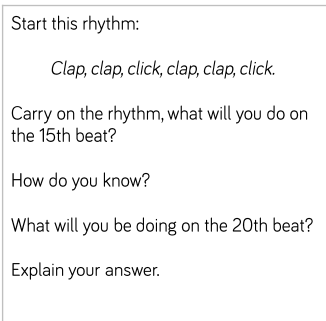 Start this rhythm:
Clap, clap, click, clap, clap, click.
Carry on the rhythm, what will you do on
the 15th beat?
How do you know?
What will you be doing on the 20th beat?
Explain your answer.